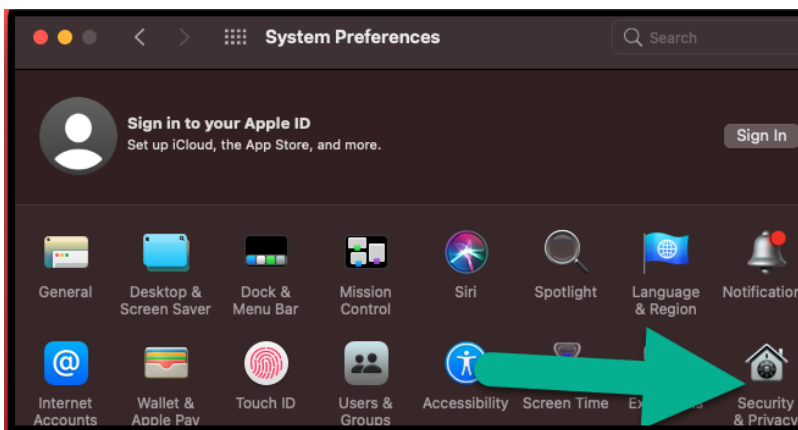 System Preferences
Search
Sign in to your Apple ID
Set up iCloud, the App Store, and more.
Sign In
General
Desktop &
Screen Saver
Dock &
Menu Bar
Mission
Control
Siri
Spotlight
Language
& Region
Notification
Internet
Accounts
Wallet &
Apple Pay
Touch ID
Users &
Groups
Accessibility
Screen Time
Security
& Privacy